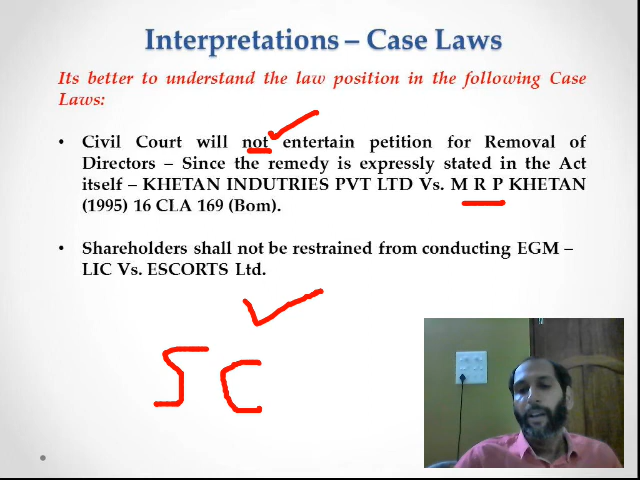 Interpretations – Case Laws
Its better to understand the law position in the following Case
Laws:
• Civil Court will not entertain petition for Removal of
Directors – Since the remedy is expressly stated in the Act
itself – KHETAN INDUTRIES PVT LTD Vs. M R P KHETAN
(1995) 16 CLA 169 (Bom).
• Shareholders shall not be restrained from conducting EGM –
LIC Vs. ESCORTS Ltd.
SC